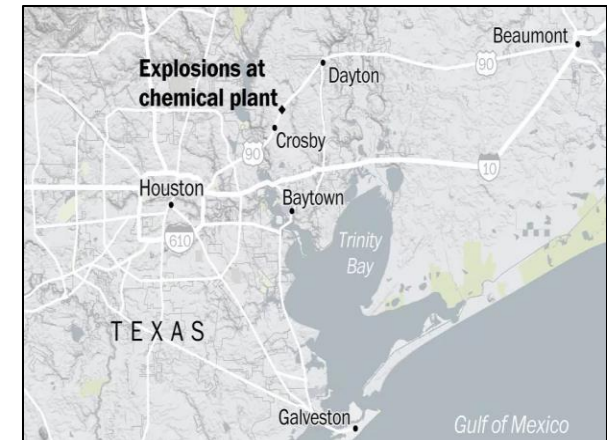 Beaumont
90
Explosions at
chemical plant
Dayton
Crosby
90
10
Houston
Baytown
610
Trinity
Bay
TEXAS
Galveston
Gulf of Mexico